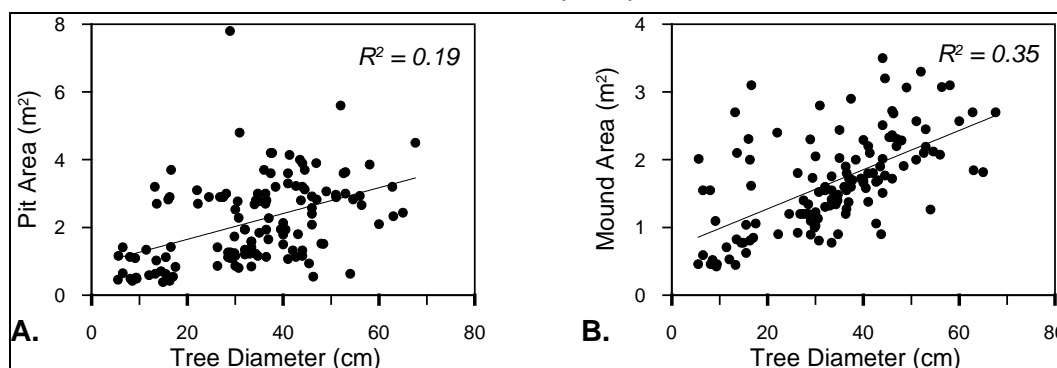 8
6
4
2
0
Pit Area (m²)
R² = 0.19
0 20 40 60 80
A.
Tree Diameter (cm)
4
3
2
1
0
Mound Area (m²)
R² = 0.35
0 20 40 60 80
B.
Tree Diameter (cm)